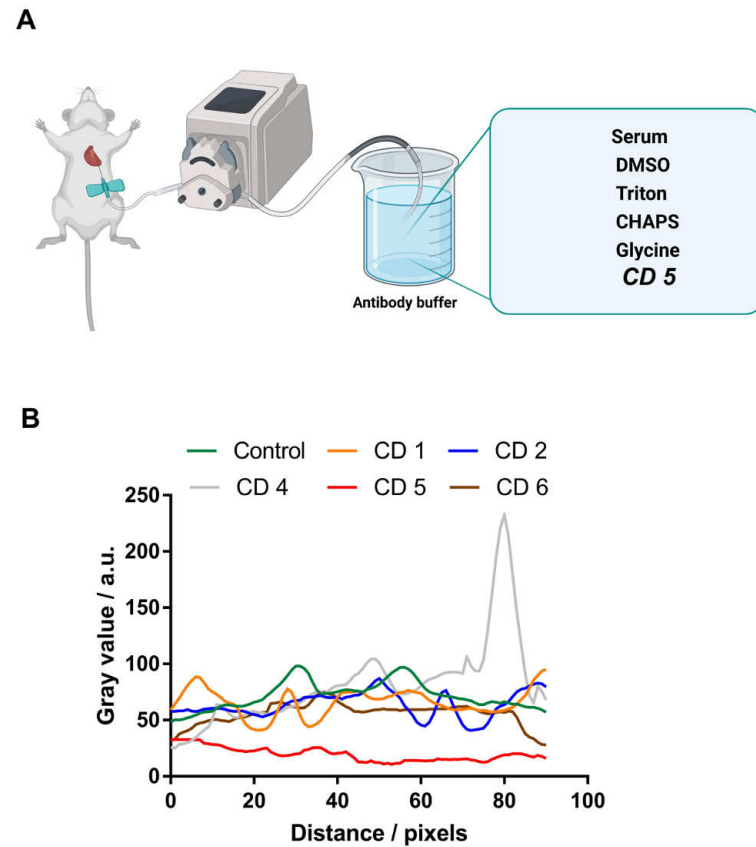 A
Serum
DMSO
Triton
CHAPS
Glycine
CD 5
Antibody buffer
B
Control CD 1 CD 2
CD 4 CD 5 CD 6
250
200
150
100
50
0
Gray value / a.u.
0 20 40 60 80 100
Distance / pixels